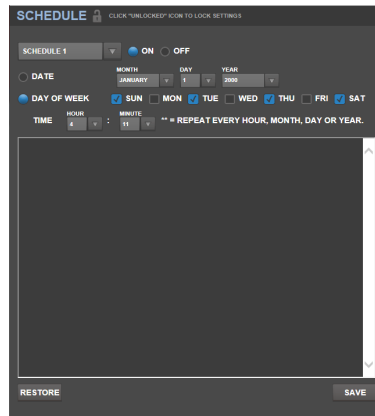 SCHEDULE CLICK "UNLOCKED" ICON TO LOCK SETTINGS
SCHEDULE 1 ON OFF
MONTH DAY YEAR
DATE JANUARY 1 2000
DAY OF WEEK SUN MON TUE WED THU FRI SAT
HOUR MINUTE
TIME 4 : 11 ** = REPEAT EVERY HOUR, MONTH, DAY OR YEAR.
RESTORE SAVE